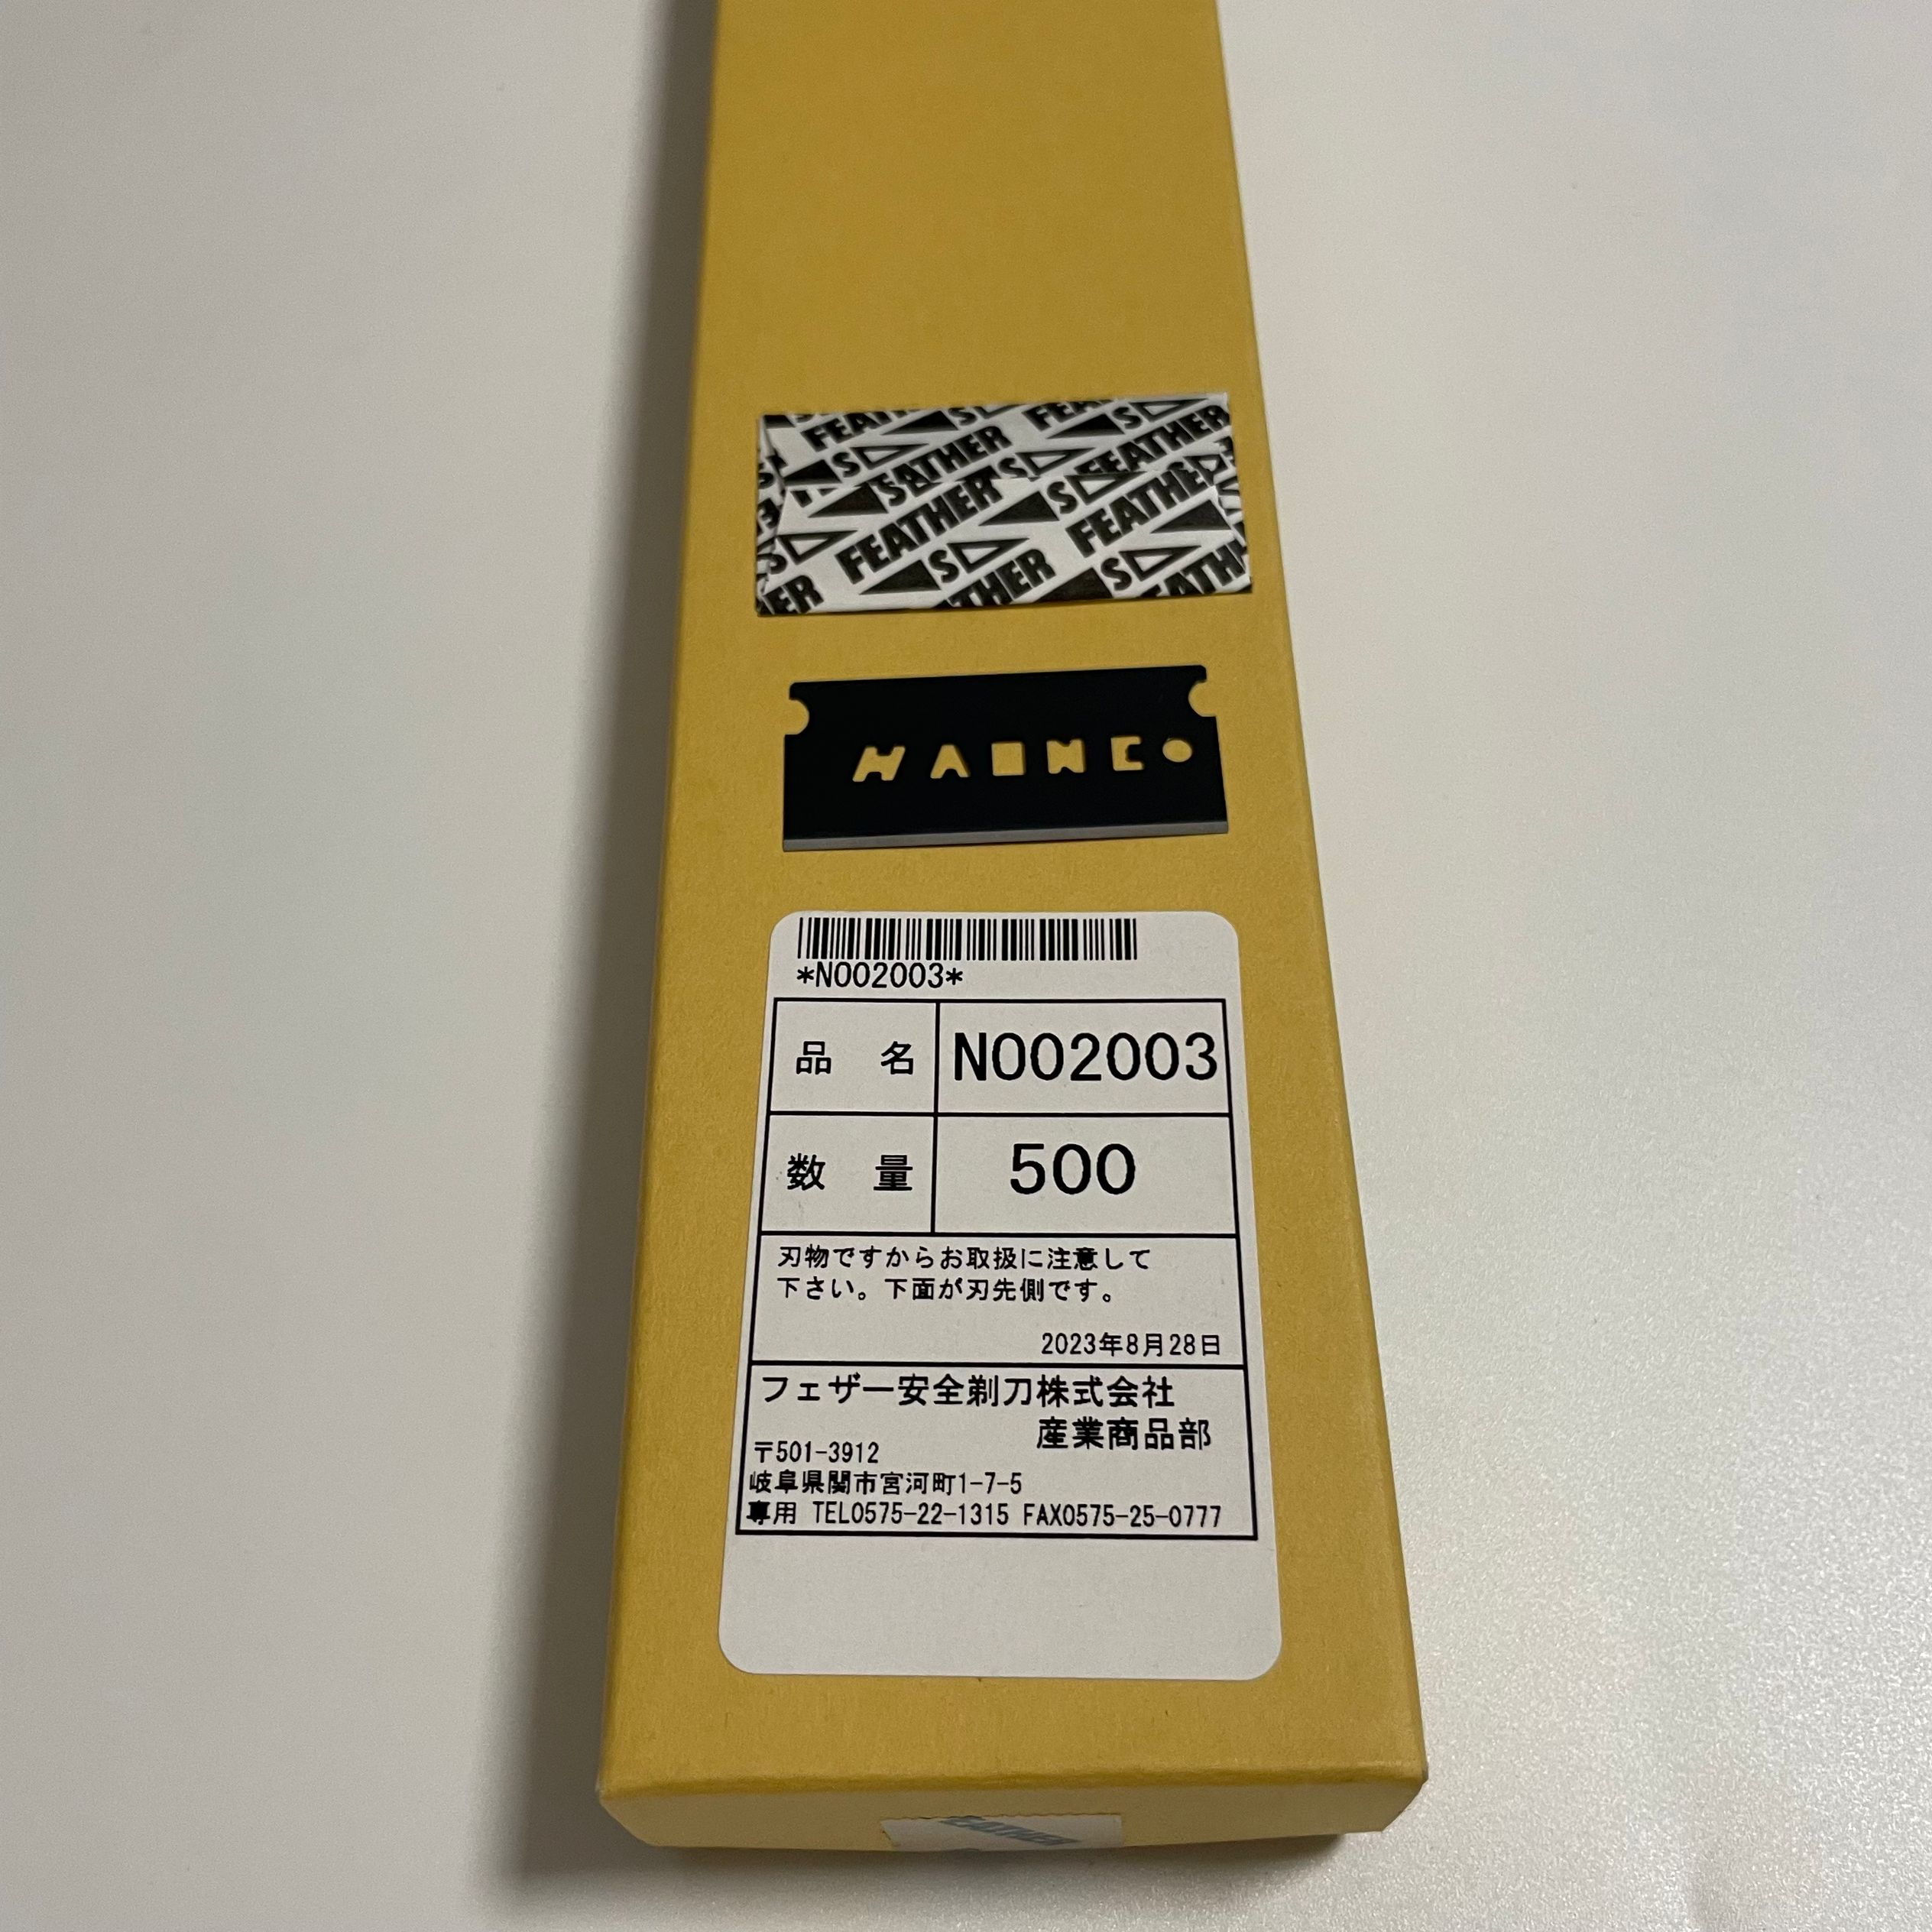 FEATHER
FEATHER
FEATHER
FEATHER
*N002003*
品 名 N002003
数 量 500
刃物ですからお取扱に注意して
下さい。下面が刃先側です。
2023年8月28日
フェザー安全剃刀株式会社
産業商品部
〒501-3912
岐阜県関市宮河町1-7-5
専用 TEL0575-22-1315 FAX0575-25-0777
FEATHER